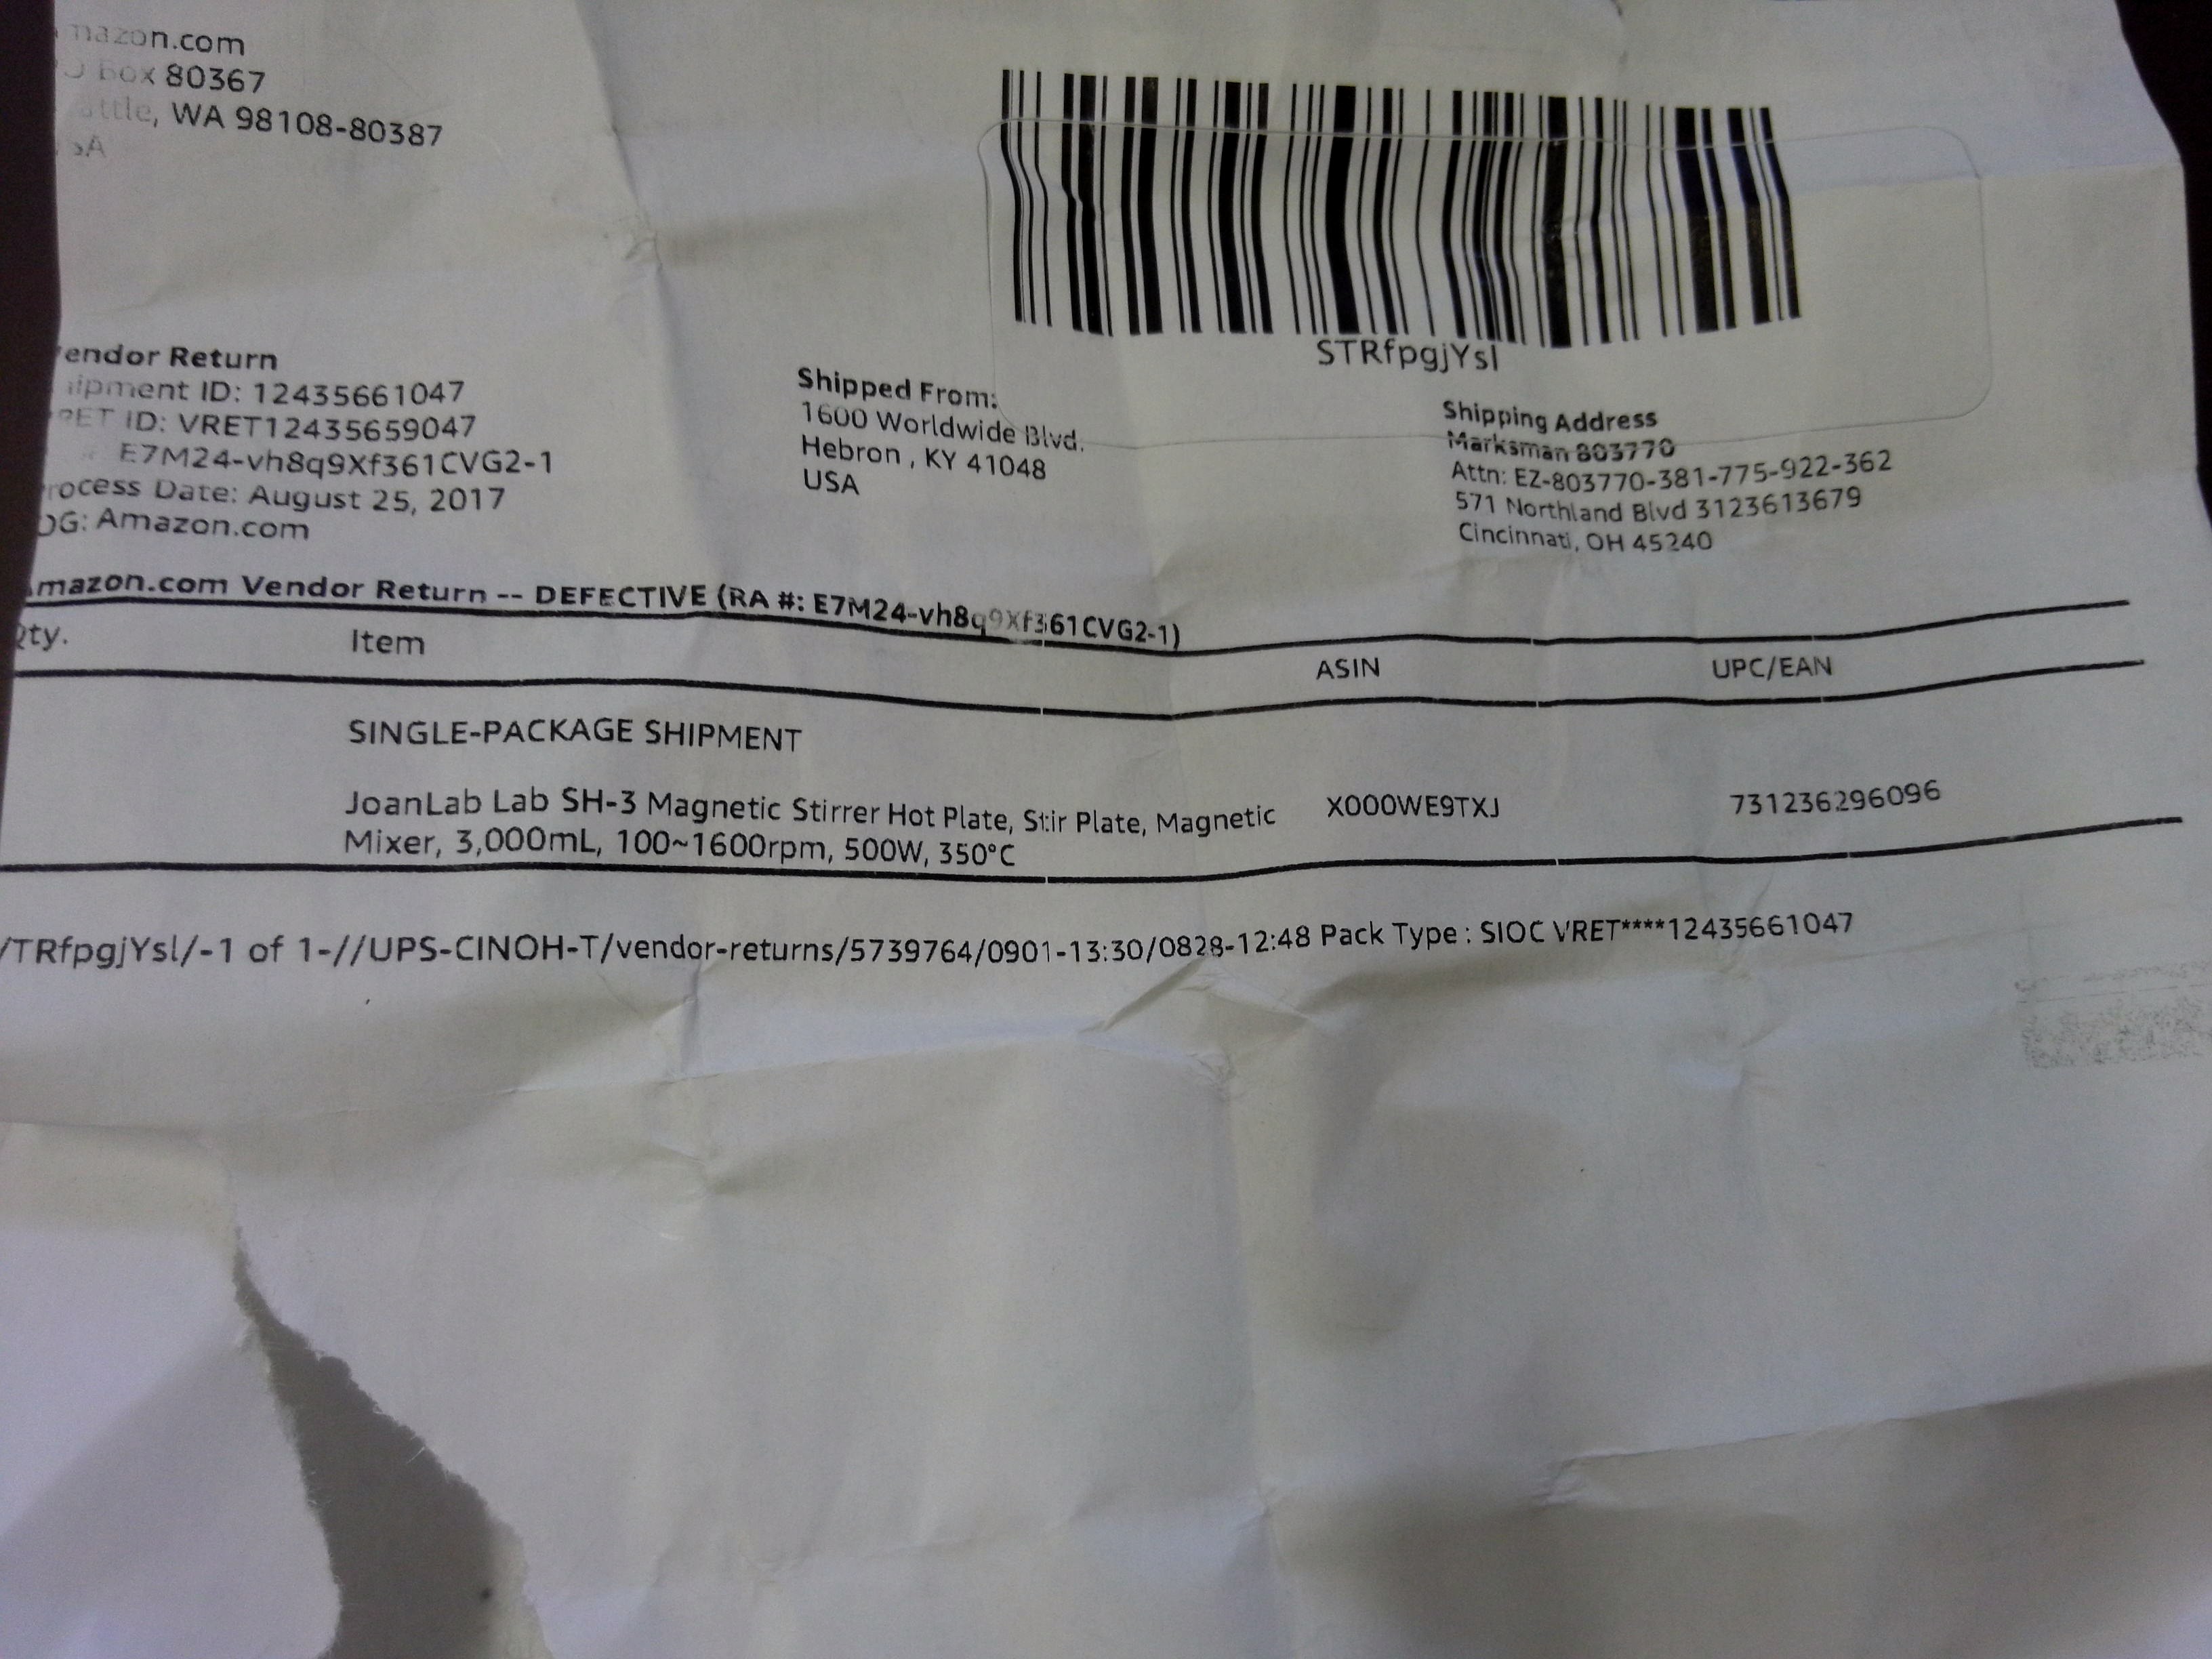 mazon.com
Box 80367
attle, WA 98108-80387
SA
STRfpgjYsl
endor Return
ipment ID: 12435661047
RET ID: VRET12435659047
E7M24-vh8q9Xf361CVG2-1
rocess Date: August 25, 2017
OG: Amazon.com
Shipped From:
1600 Worldwide Blvd.
Hebron , KY 41048
USA
Shipping Address
Marksman 803770
Attn: EZ-803770-381-775-922-362
571 Northland Blvd 3123613679
Cincinnati, OH 45240
Amazon.com Vendor Return -- DEFECTIVE (RA #: E7M24-vh8q9Xf361CVG2-1)
Qty. Item ASIN UPC/EAN
SINGLE-PACKAGE SHIPMENT
JoanLab Lab SH-3 Magnetic Stirrer Hot Plate, Stir Plate, Magnetic X000WE9TXJ 731236296096
Mixer, 3,000mL, 100~1600rpm, 500W, 350°C
/TRfpgjYsl/-1 of 1-//UPS-CINOH-T/vendor-returns/5739764/0901-13:30/0828-12:48 Pack Type : SIOC VRET****12435661047